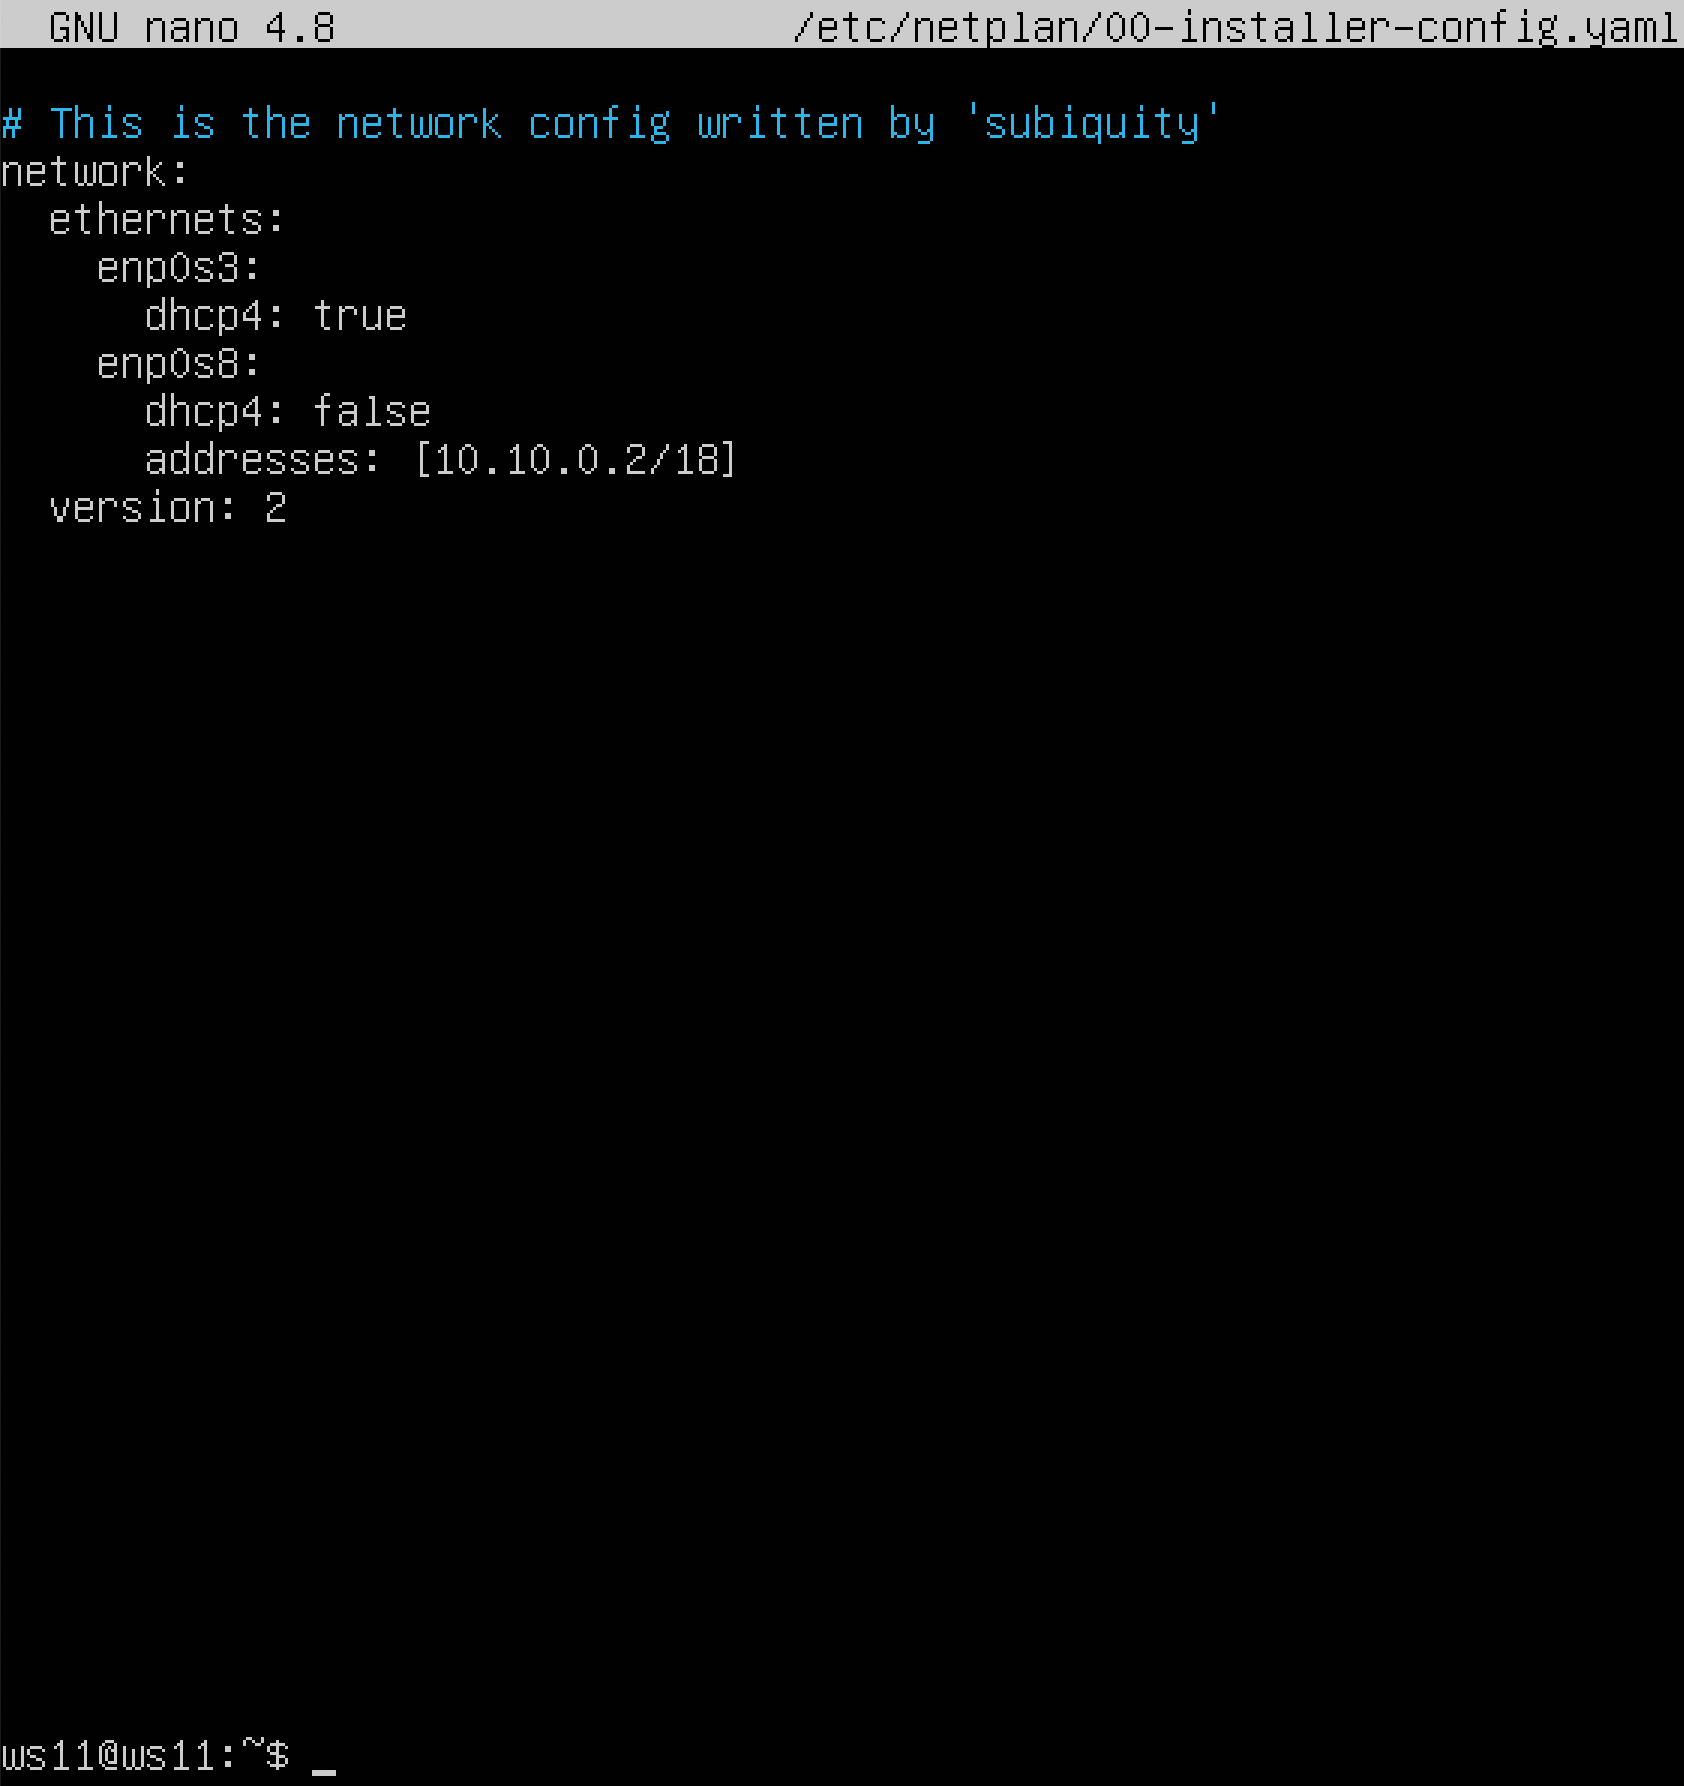 GNU nano 4.8 /etc/netplan/00-installer-config.yaml
# This is the network config written by 'subiquity'
network:
  ethernets:
    enp0s3:
      dhcp4: true
    enp0s8:
      dhcp4: false
      addresses: [10.10.0.2/18]
  version: 2
ws11@ws11:~$ _